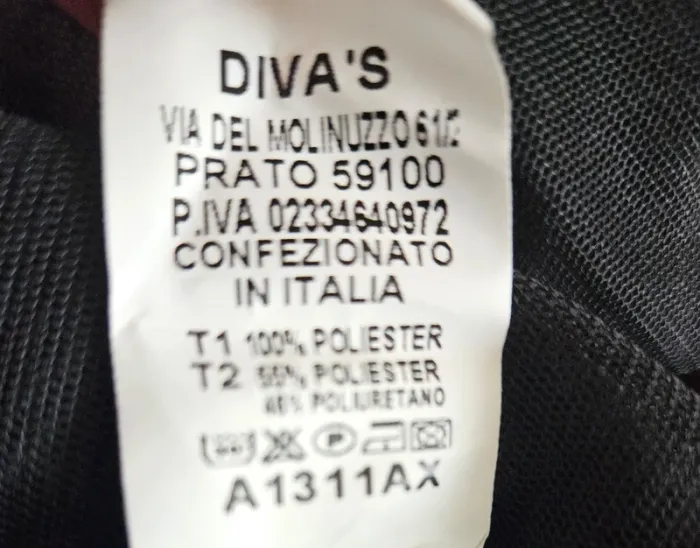 DIVA'S
VIA DEL MOLINUZZO 61/2
PRATO 59100
P.IVA 02334640972
CONFEZIONATO
IN ITALIA
T1 100% POLIESTER
T2 55% POLIESTER
45% POLIURETANO
P
A1311AX